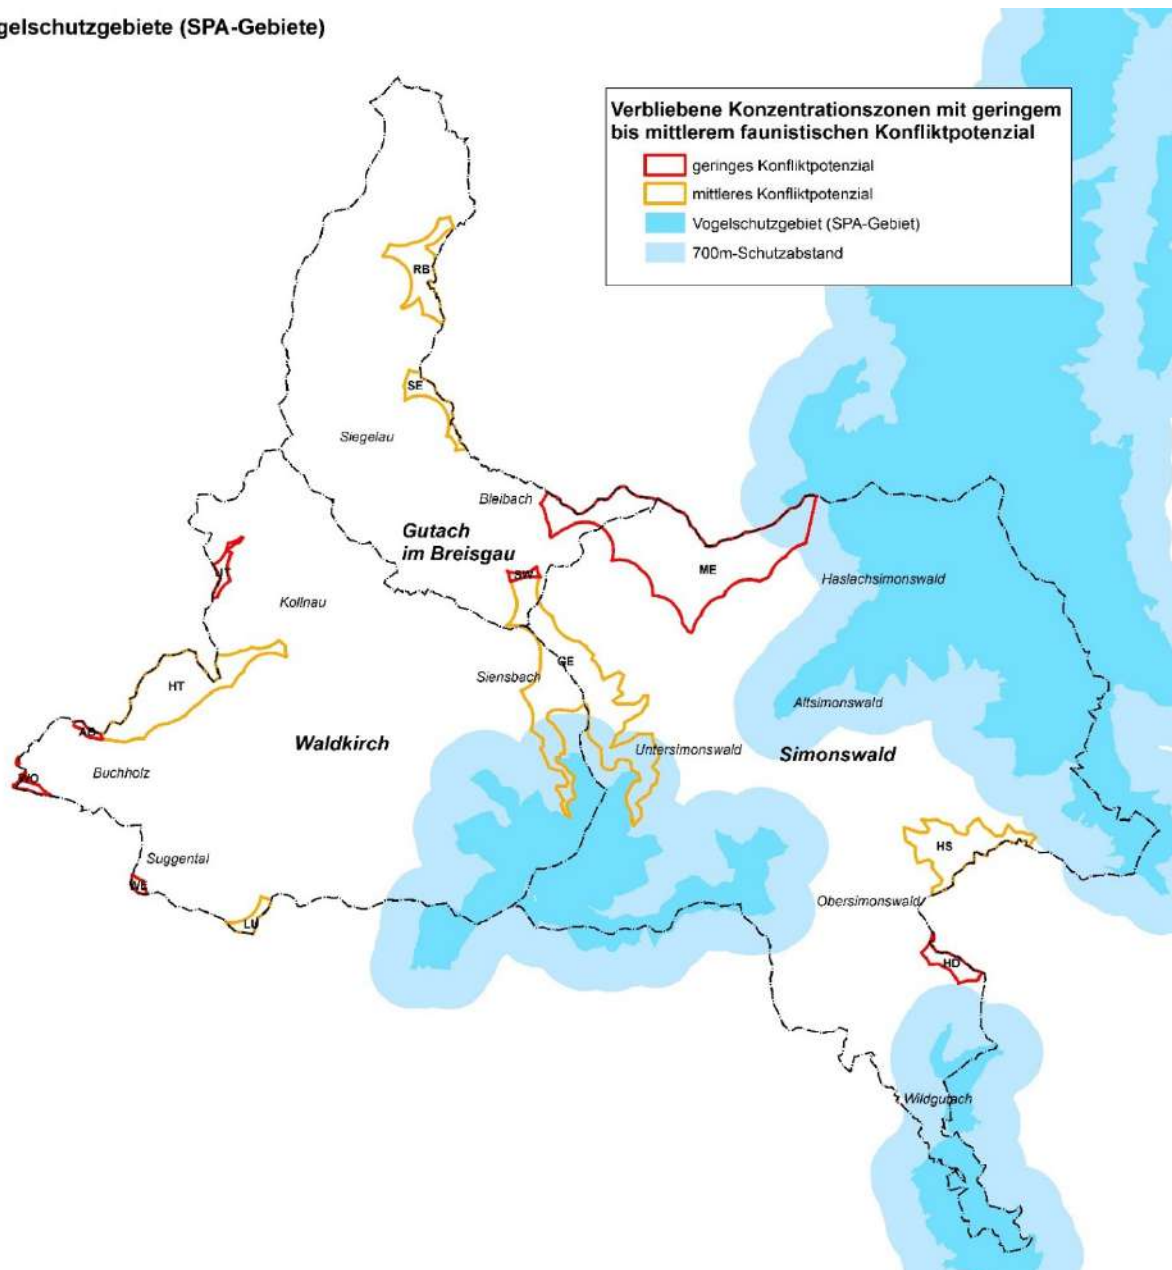 gelschutzgebiete (SPA-Gebiete)
Verbliebene Konzentrationszonen mit geringem
bis mittlerem faunistischen Konfliktpotenzial
geringes Konfliktpotenzial
mittleres Konfliktpotenzial
Vogelschutzgebiet (SPA-Gebiet)
700m-Schutzabstand
RB
SE
Siegelau
Bleibach
Gutach
im Breisgau
SW
ME
Haslachsimonswald
Kollnau
GE
Siensbach
HT
Altsimonswald
AB
Waldkirch
Untersimonswald
Simonswald
Buchholz
HS
Suggental
WE
Obersimonswald
LU
HD
Wildgutach